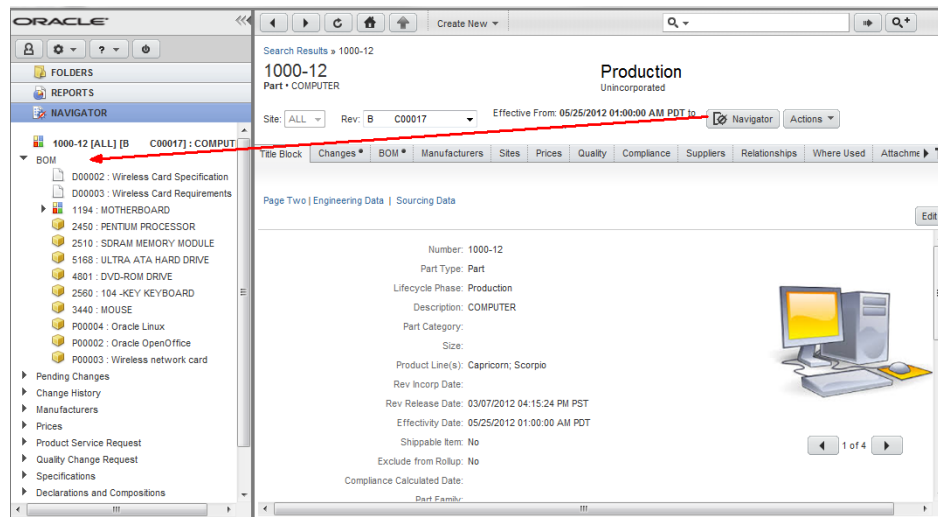 ORACLE
Create New
FOLDERS
REPORTS
NAVIGATOR
1000-12 [ALL] [B C00017] : COMPUT
BOM
D00002 : Wireless Card Specification
D00003 : Wireless Card Requirements
1194 : MOTHERBOARD
2450 : PENTIUM PROCESSOR
2510 : SDRAM MEMORY MODULE
5168 : ULTRA ATA HARD DRIVE
4801 : DVD-ROM DRIVE
2560 : 104 -KEY KEYBOARD
3440 : MOUSE
P00004 : Oracle Linux
P00002 : Oracle OpenOffice
P00003 : Wireless network card
Pending Changes
Change History
Manufacturers
Prices
Product Service Request
Quality Change Request
Specifications
Declarations and Compositions
Search Results » 1000-12
1000-12
Part • COMPUTER
Production
Unincorporated
Site: ALL Rev: B C00017 Effective From: 05/25/2012 01:00:00 AM PDT to Navigator Actions
Title Block Changes • BOM • Manufacturers Sites Prices Quality Compliance Suppliers Relationships Where Used Attachme
Page Two | Engineering Data | Sourcing Data
Edit
Number: 1000-12
Part Type: Part
Lifecycle Phase: Production
Description: COMPUTER
Part Category:
Size:
Product Line(s): Capricorn; Scorpio
Rev Incorp Date:
Rev Release Date: 03/07/2012 04:15:24 PM PST
Effectivity Date: 05/25/2012 01:00:00 AM PDT
Shippable Item: No
Exclude from Rollup: No
Compliance Calculated Date:
Part Family:
1 of 4